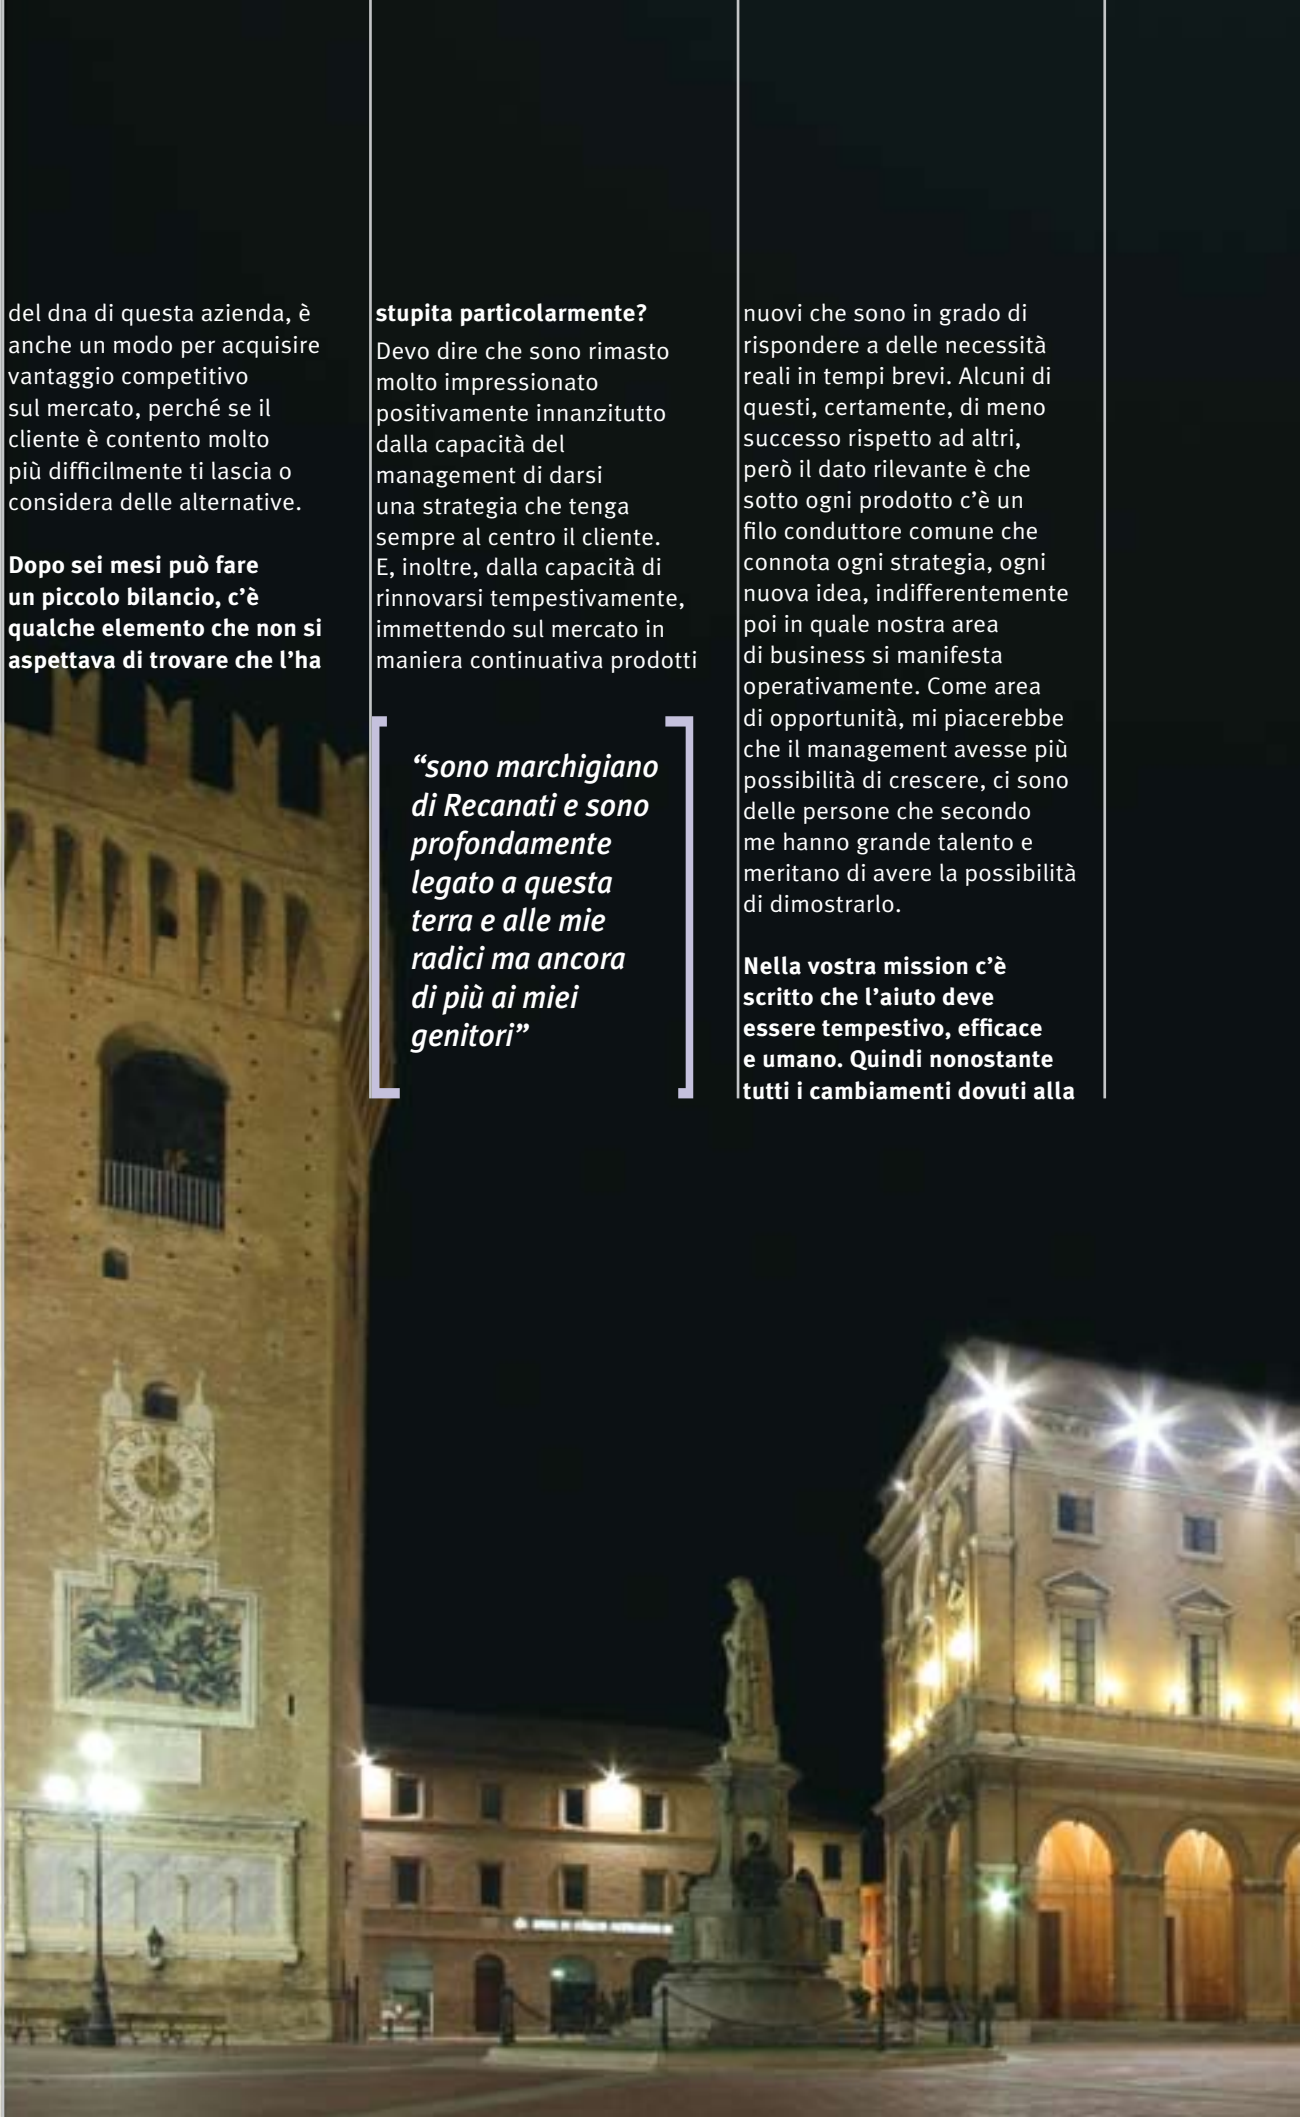 del dna di questa azienda, è
anche un modo per acquisire
vantaggio competitivo
sul mercato, perché se il
cliente è contento molto
più difficilmente ti lascia o
considera delle alternative.
Dopo sei mesi può fare
un piccolo bilancio, c’è
qualche elemento che non si
aspettava di trovare che l’ha
stupita particolarmente?
Devo dire che sono rimasto
molto impressionato
positivamente innanzitutto
dalla capacità del
management di darsi
una strategia che tenga
sempre al centro il cliente.
E, inoltre, dalla capacità di
rinnovarsi tempestivamente,
immettendo sul mercato in
maniera continuativa prodotti
“sono marchigiano
di Recanati e sono
profondamente
legato a questa
terra e alle mie
radici ma ancora
di più ai miei
genitori”
nuovi che sono in grado di
rispondere a delle necessità
reali in tempi brevi. Alcuni di
questi, certamente, di meno
successo rispetto ad altri,
però il dato rilevante è che
sotto ogni prodotto c’è un
filo conduttore comune che
connota ogni strategia, ogni
nuova idea, indifferentemente
poi in quale nostra area
di business si manifesta
operativamente. Come area
di opportunità, mi piacerebbe
che il management avesse più
possibilità di crescere, ci sono
delle persone che secondo
me hanno grande talento e
meritano di avere la possibilità
di dimostrarlo.
Nella vostra mission c’è
scritto che l’aiuto deve
essere tempestivo, efficace
e umano. Quindi nonostante
tutti i cambiamenti dovuti alla